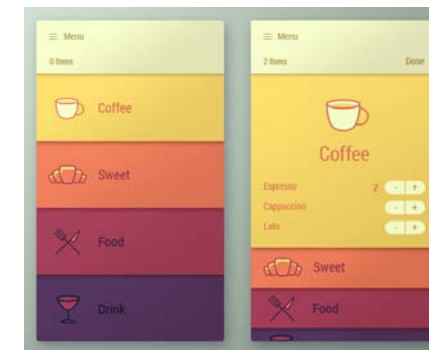 Menu
0 Items
Coffee
Sweet
Food
Drink
Menu
2 Items Done
Coffee
Espresso 2 - +
Cappuccino - +
Late - +
Sweet
Food